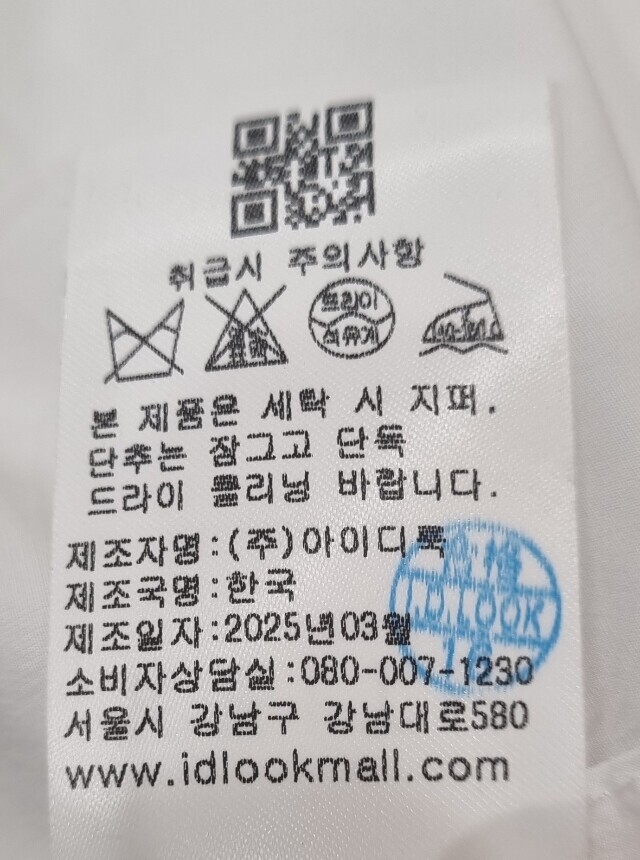 취급시 주의사항
드라이
석유계
본 제품은 세탁 시 지퍼.
단추는 잠그고 단독
드라이 클리닝 바랍니다.
제조자명:(주)아이디룩
제조국명:한국
제조일자:2025년03월
소비자상담실:080-007-1230
서울시 강남구 강남대로580
www.idlookmall.com
I.D.LOOK